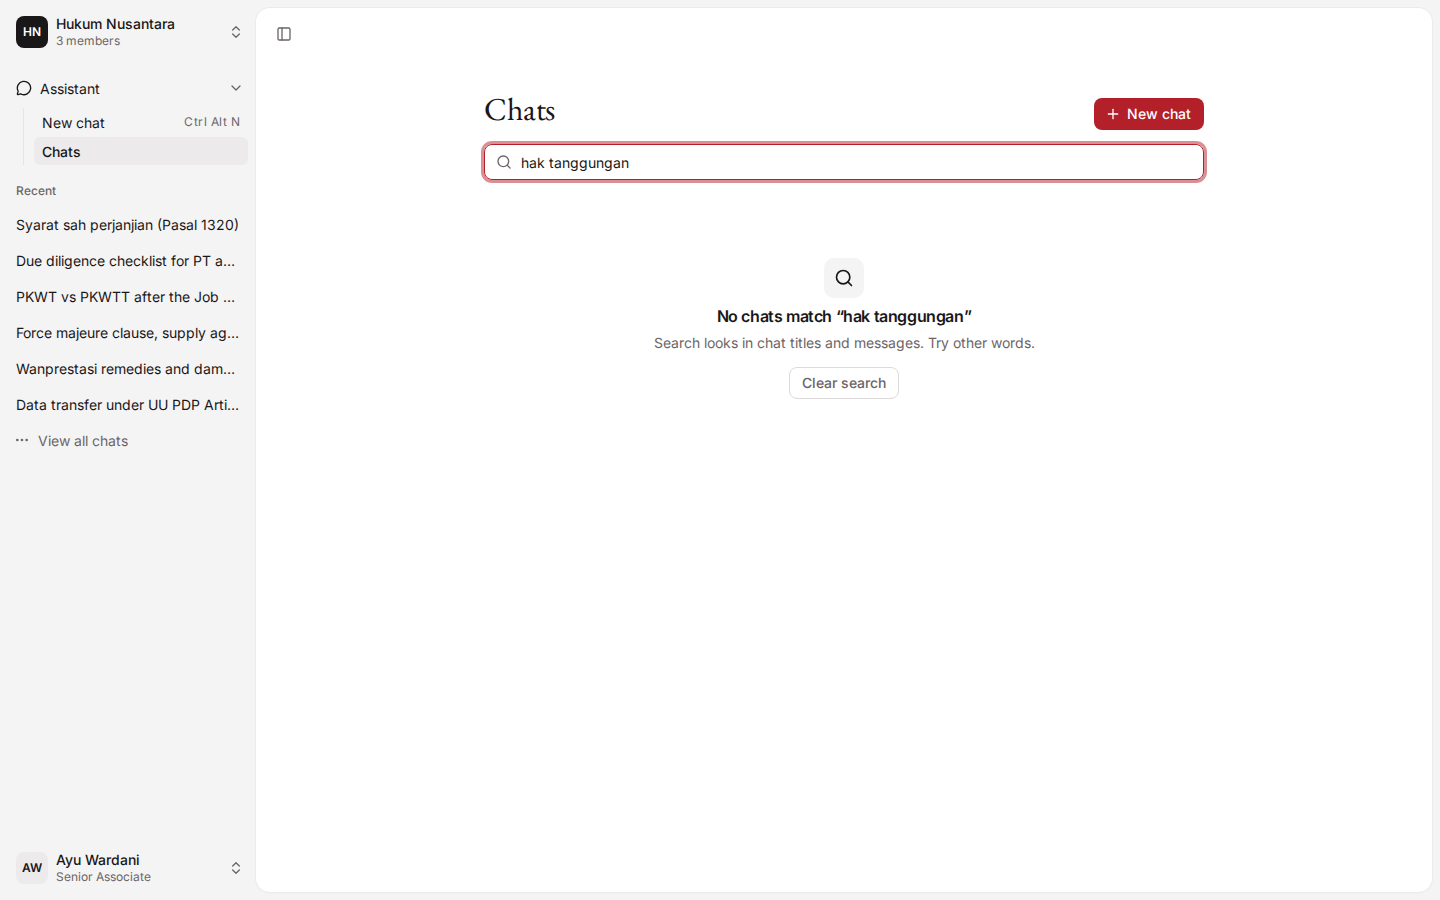 HN
Hukum Nusantara
3 members
Assistant
New chat Ctrl Alt N
Chats
Recent
Syarat sah perjanjian (Pasal 1320)
Due diligence checklist for PT a...
PKWT vs PKWTT after the Job ...
Force majeure clause, supply ag...
Wanprestasi remedies and dam...
Data transfer under UU PDP Arti...
View all chats
AW
Ayu Wardani
Senior Associate
Chats
New chat
hak tanggungan
No chats match “hak tanggungan”
Search looks in chat titles and messages. Try other words.
Clear search